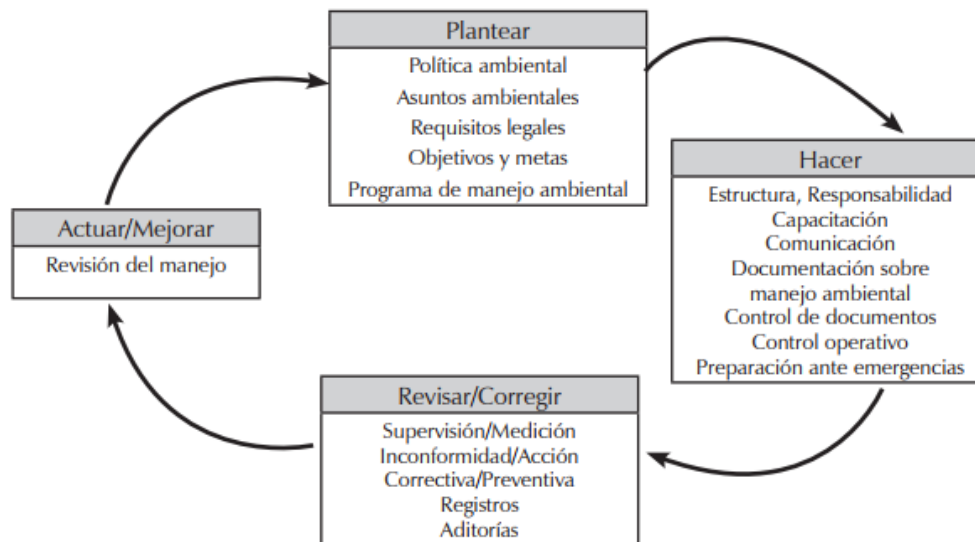 Plantear
Política ambiental
Asuntos ambientales
Requisitos legales
Objetivos y metas
Programa de manejo ambiental
Hacer
Estructura, Responsabilidad
Capacitación
Comunicación
Documentación sobre
manejo ambiental
Control de documentos
Control operativo
Preparación ante emergencias
Revisar/Corregir
Supervisión/Medición
Inconformidad/Acción
Correctiva/Preventiva
Registros
Aditorías
Actuar/Mejorar
Revisión del manejo